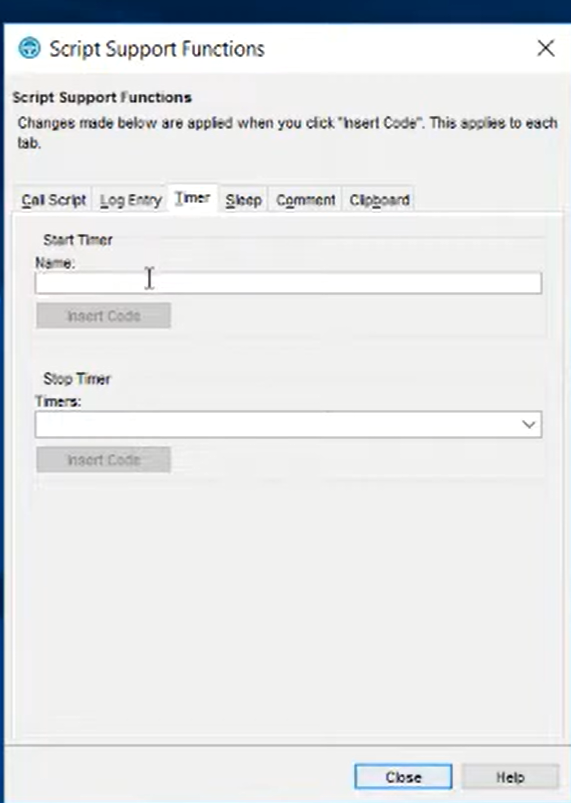 Script Support Functions
Script Support Functions
Changes made below are applied when you click "Insert Code". This applies to each
tab.
Call Script Log Entry Timer Sleep Comment Clipboard
Start Timer
Name:
Insert Code
Stop Timer
Timers:
Insert Code
Close Help